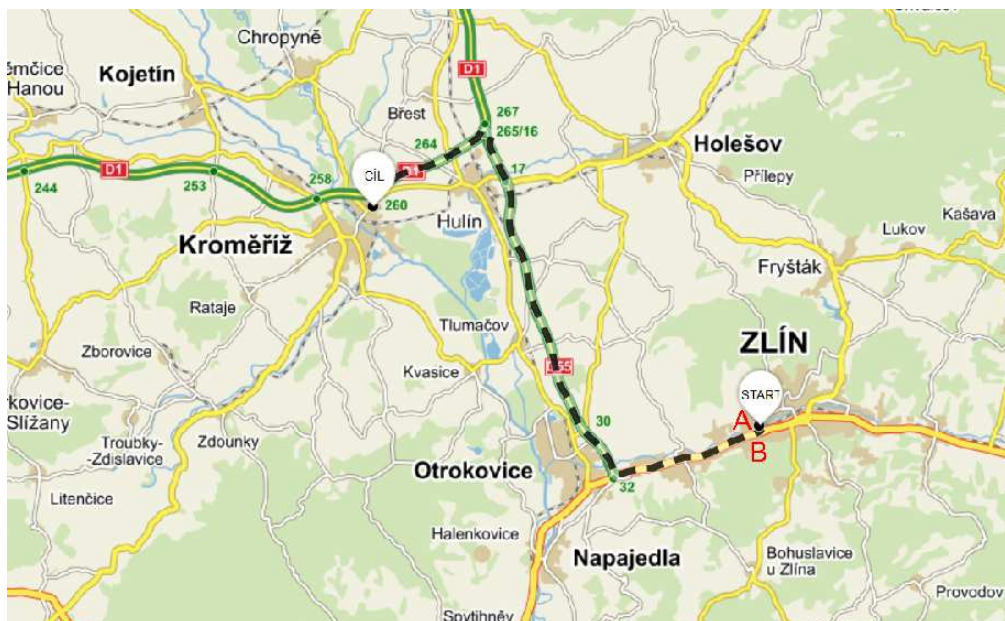 Chropyně
Kojetín
ěmčice
Hanou
D1
267
Břest
265/16
264
Holešov
D1
D1
17
CÍL
258
Přílepy
244
253
260
Kašava
Hulín
Lukov
Kroměříž
Fryšták
Rataje
Tlumačov
ZLÍN
Zborovice
Kvasice
D55
START
rkovice-
Slížany
A
30
Troubky-
-Zdislavice
Zdounky
B
Otrokovice
32
Litenčice
Halenkovice
Napajedla
Bohuslavice
u Zlína
Provodov
Spytihněv